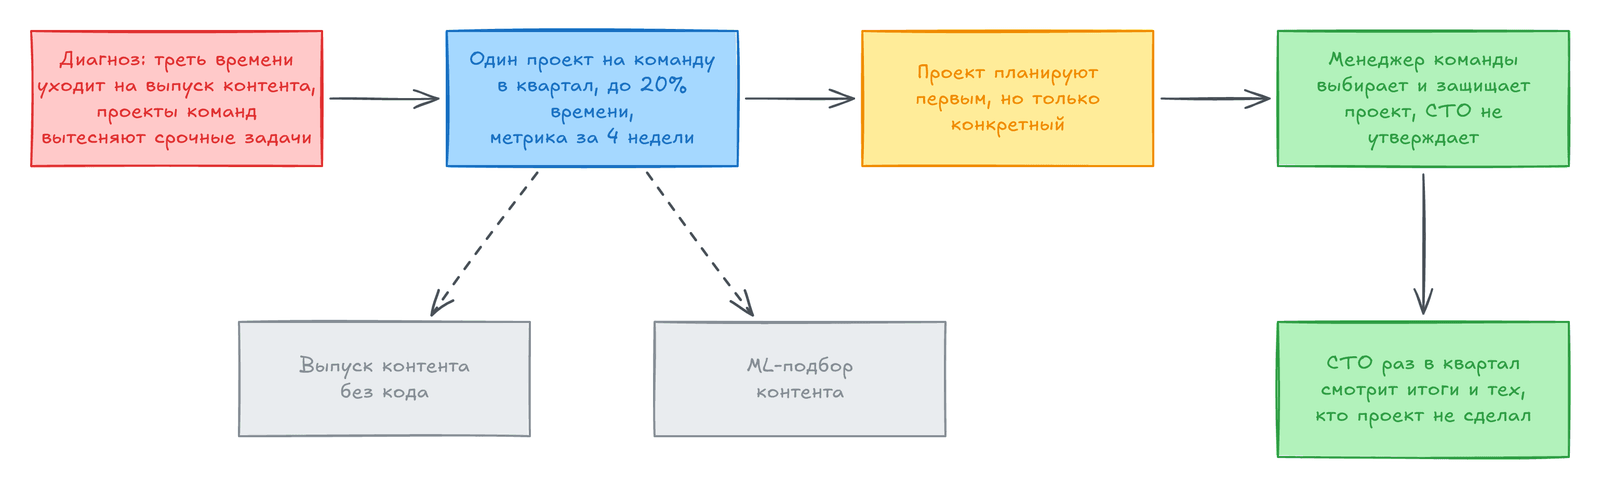 Диагноз: треть времени
уходит на выпуск контента,
проекты команд
вытесняют срочные задачи
Один проект на команду
в квартал, до 20%
времени,
метрика за 4 недели
Проект планируют
первым, но только
конкретный
Менеджер команды
выбирает и защищает
проект, СТО не
утверждает
Выпуск контента
без кода
ML-подбор
контента
СТО раз в квартал
смотрит итоги и тех,
кто проект не сделал